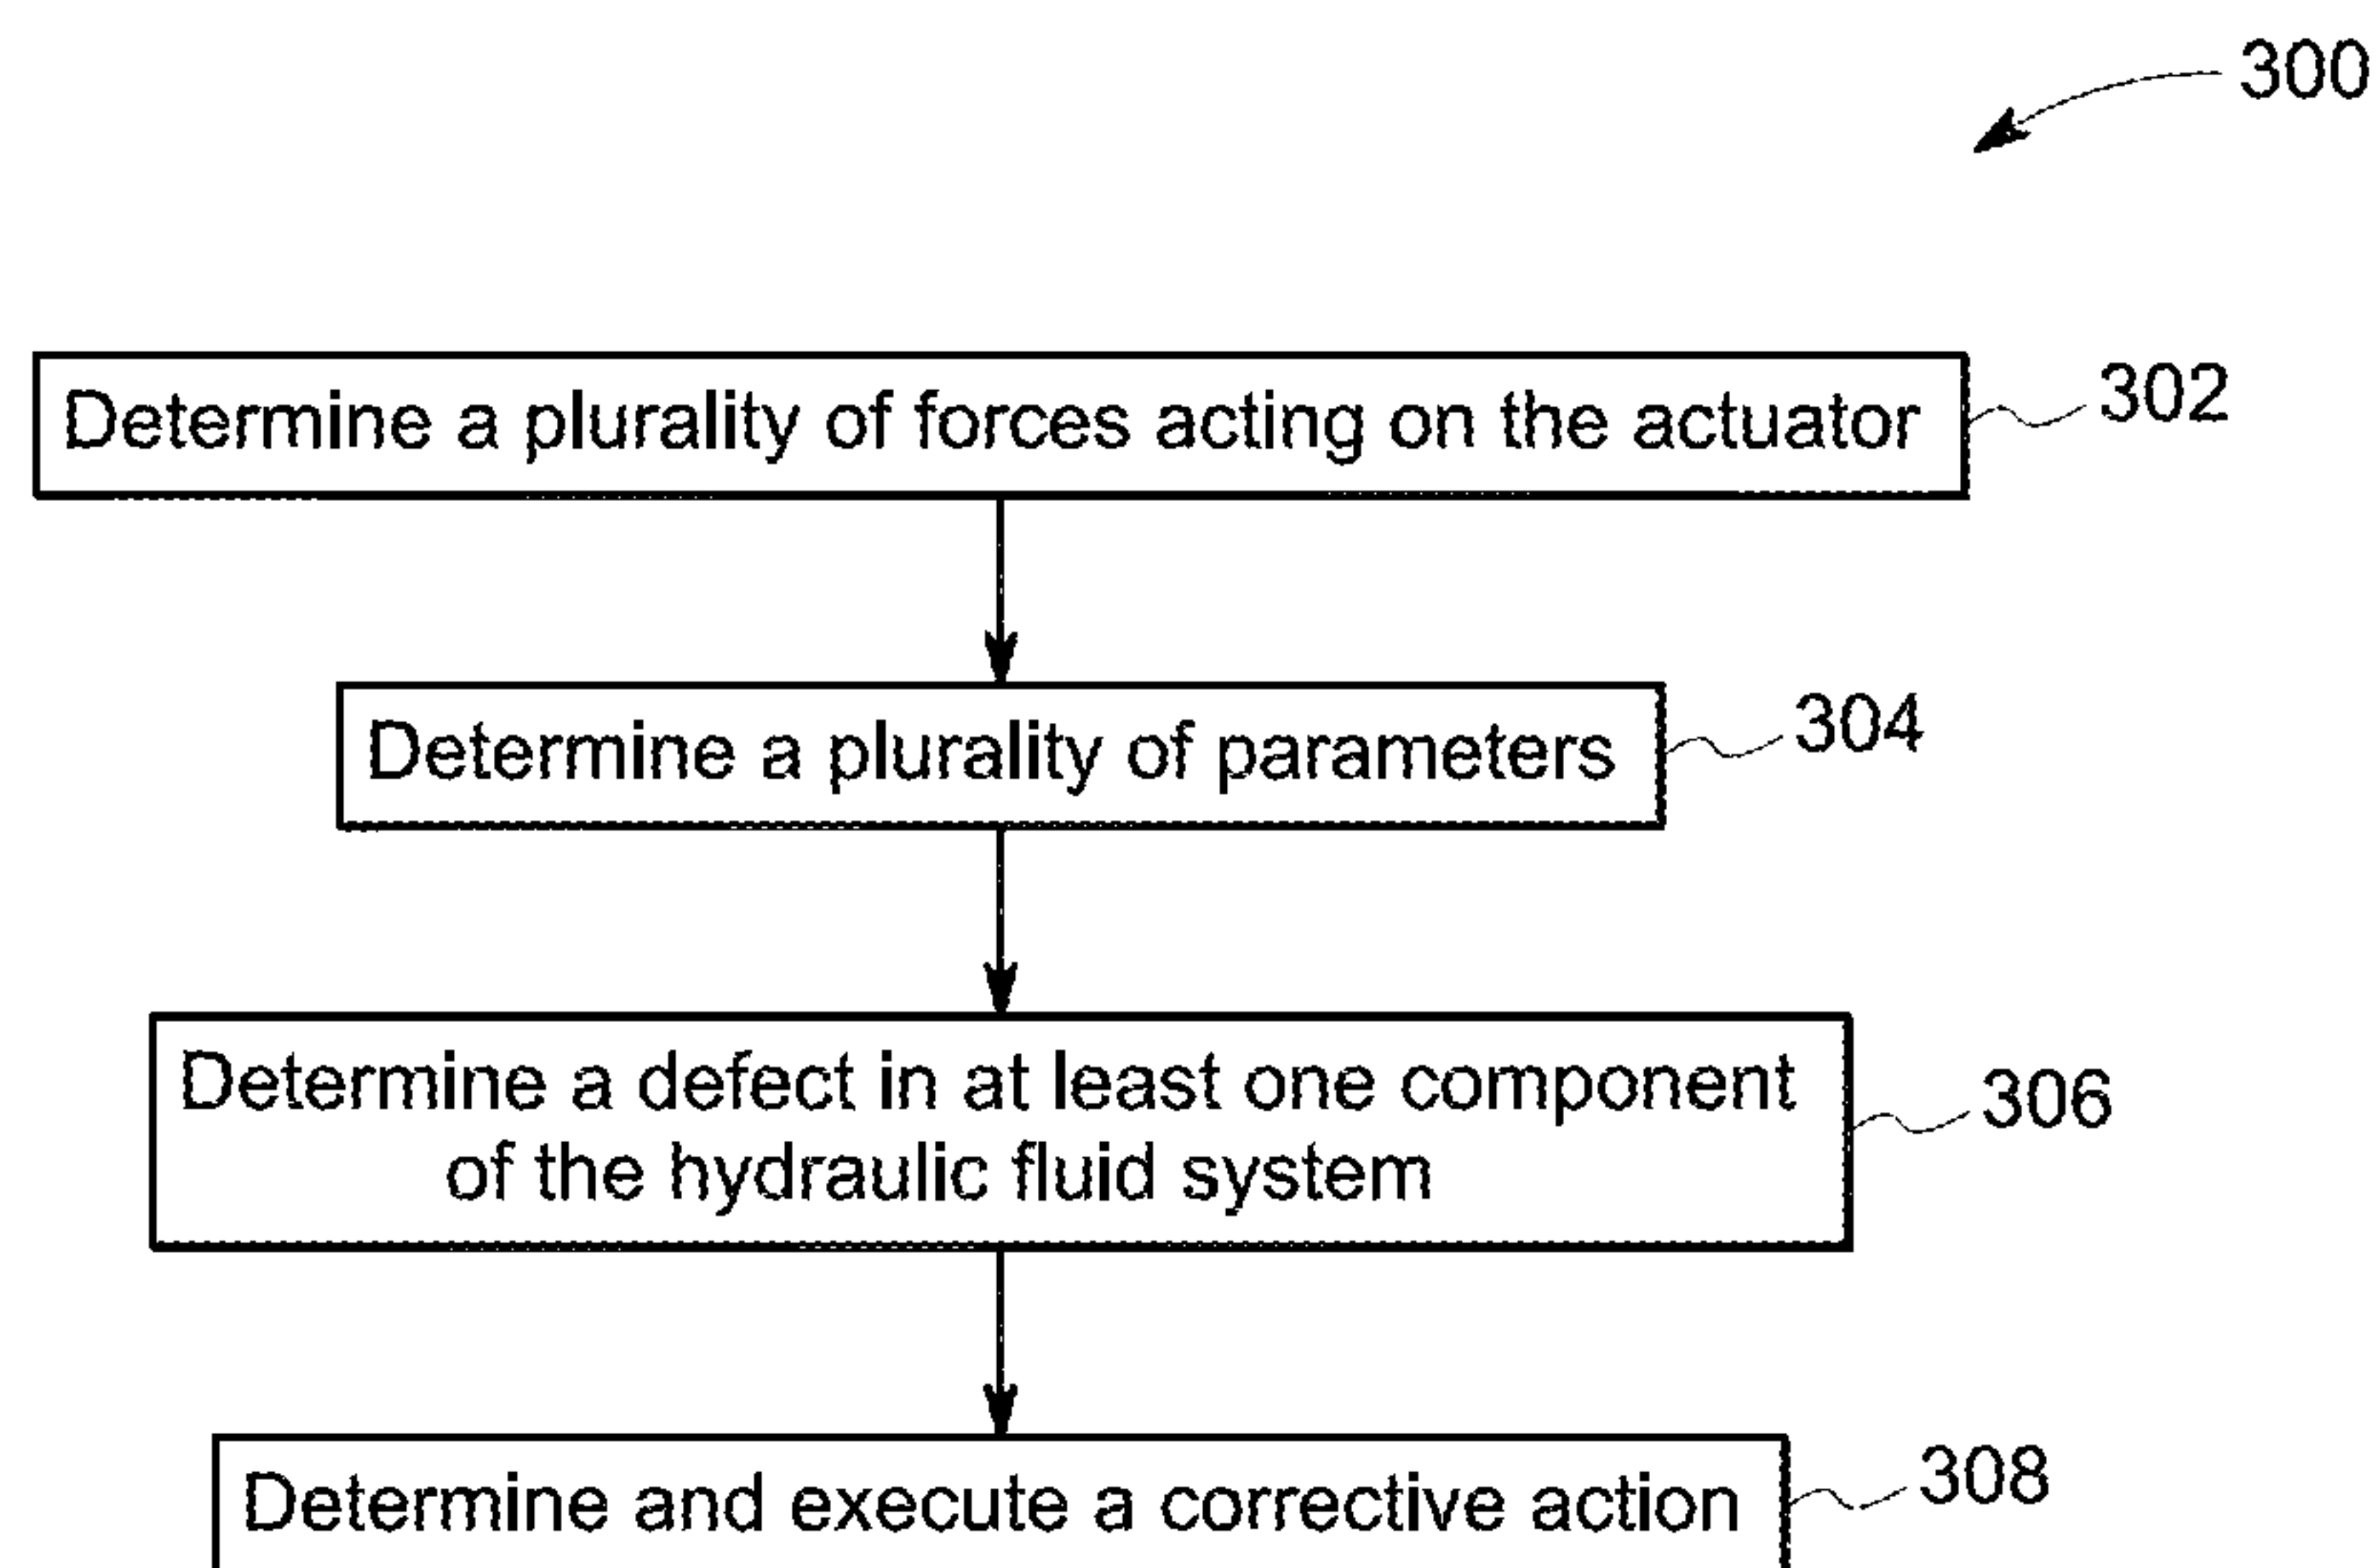 300
Determine a plurality of forces acting on the actuator
302
Determine a plurality of parameters
304
Determine a defect in at least one component
of the hydraulic fluid system
306
Determine and execute a corrective action
308